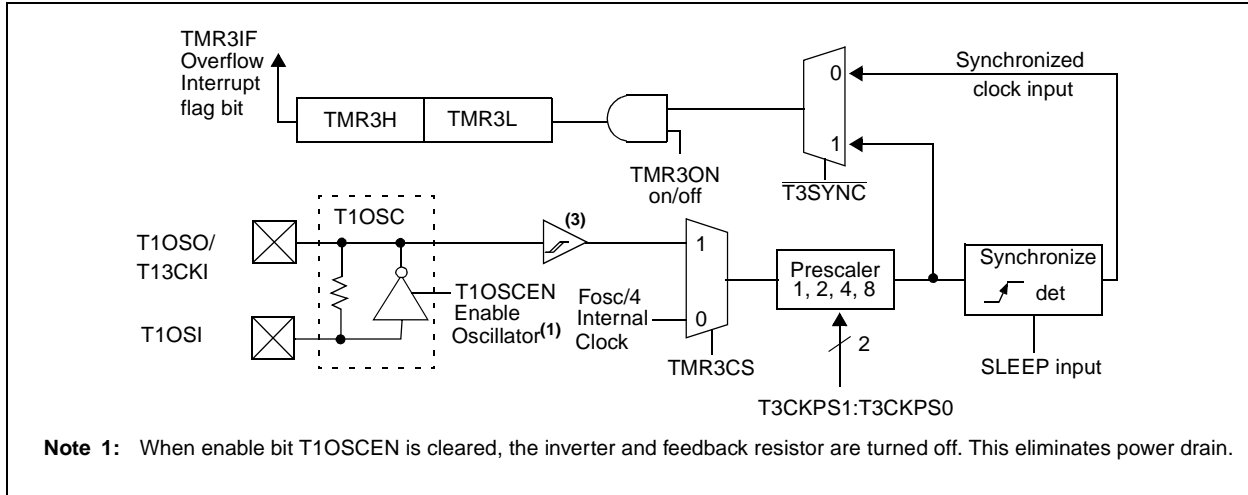 TMR3IF
Overflow
Interrupt
flag bit
TMR3H
TMR3L
TMR3ON
on/off
0
1
T3SYNC
Synchronized
clock input
T1OSC
T1OSO/
T13CKI
T1OSI
T1OSCEN
Enable
Oscillator(1)
(3)
Fosc/4
Internal
Clock
1
0
TMR3CS
Prescaler
1, 2, 4, 8
2
T3CKPS1:T3CKPS0
Synchronize
det
SLEEP input
Note 1: When enable bit T1OSCEN is cleared, the inverter and feedback resistor are turned off. This eliminates power drain.